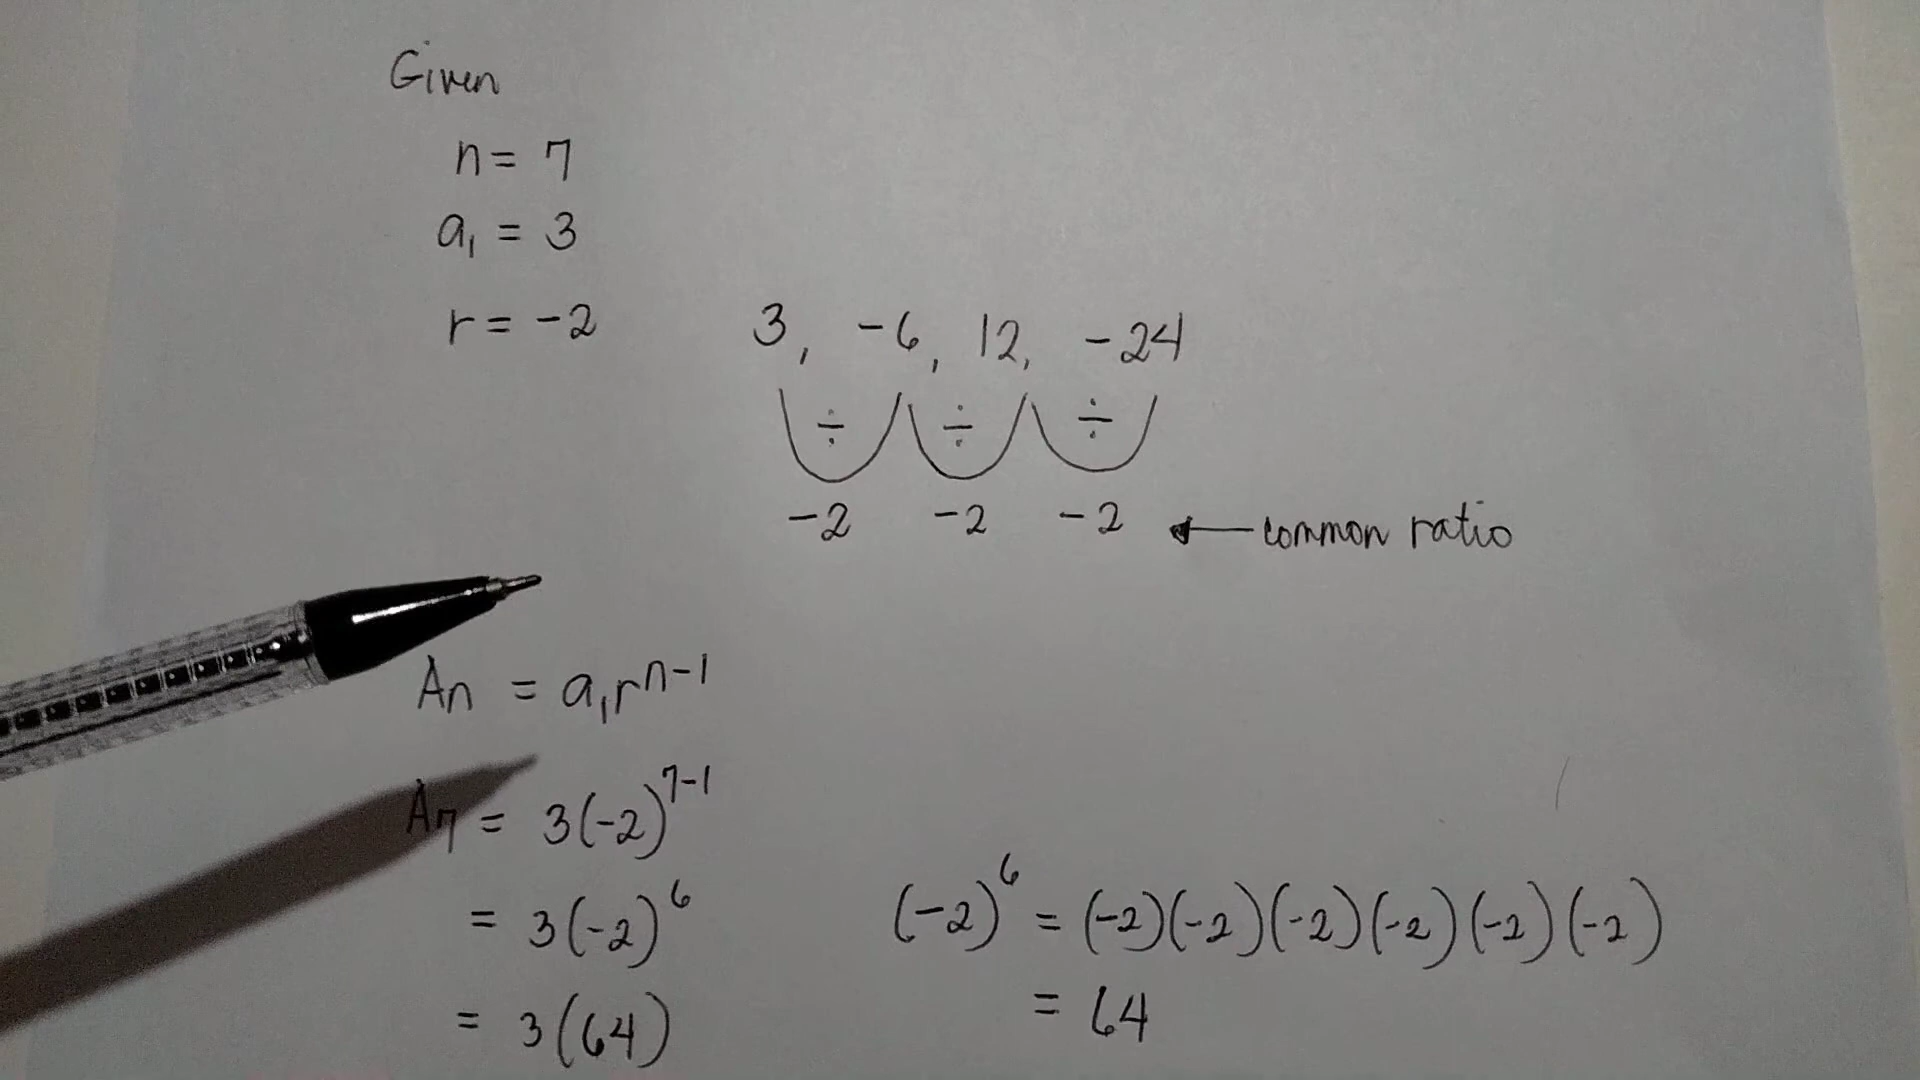 Given
n = 7
a₁ = 3
r = -2
3, -6, 12, -24
÷ ÷ ÷
-2 -2 -2 ← common ratio
An = a₁rⁿ⁻¹
A₇ = 3(-2)⁷⁻¹
= 3(-2)⁶
(-2)⁶ = (-2)(-2)(-2)(-2)(-2)(-2)
= 3(64)
= 64